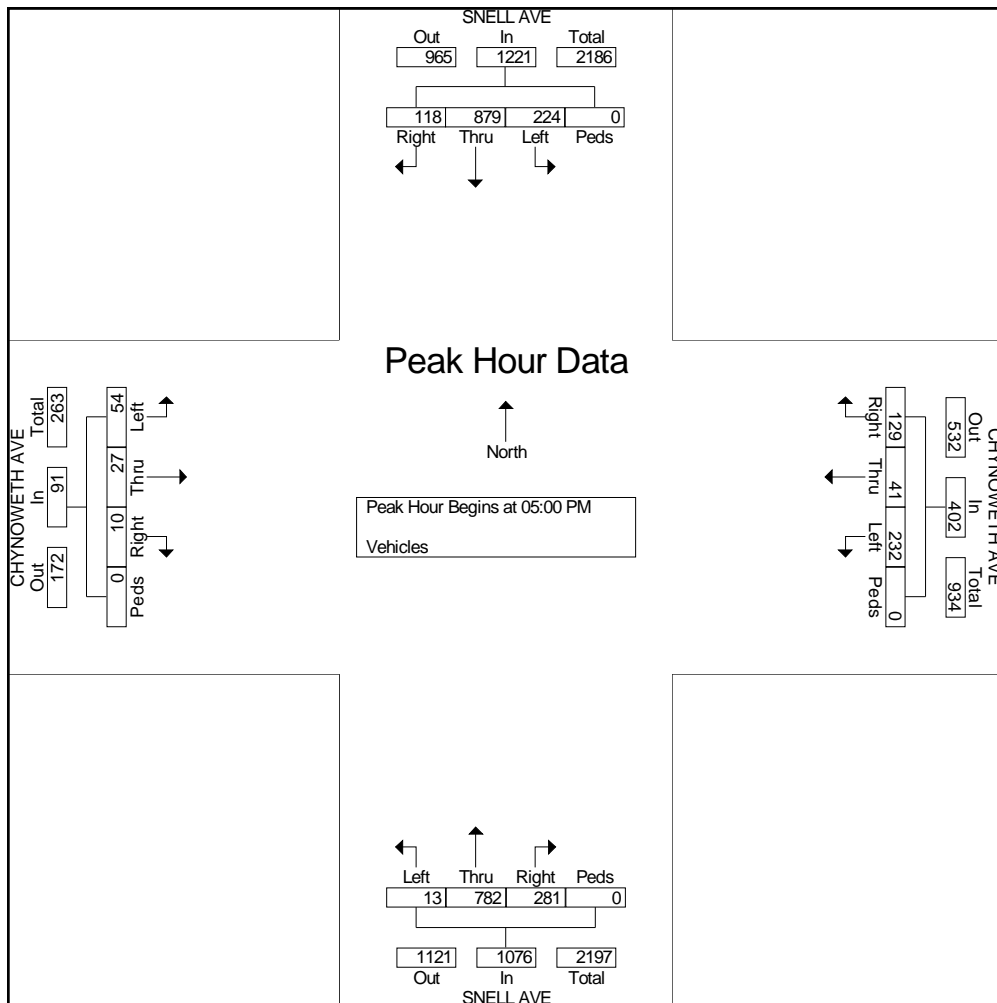 SNELL AVE
Out In Total
965 1221 2186
118 879 224 0
Right Thru Left Peds
Peak Hour Data
North
Peak Hour Begins at 05:00 PM
Vehicles
CHYNOWETH AVE
Out In Total
172 91 263
Left Thru Right Peds
54 27 10 0
CHYNOWETH AVE
Out In Total
532 402 934
Right Thru Left Peds
129 41 232 0
Left Thru Right Peds
13 782 281 0
1121 1076 2197
Out In Total
SNELL AVE